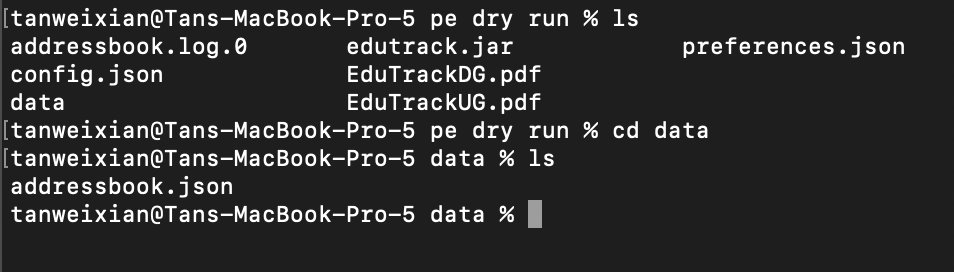 [tanweixian@Tans-MacBook-Pro-5 pe dry run % ls
addressbook.log.0 edutrack.jar preferences.json
config.json EduTrackDG.pdf
data EduTrackUG.pdf
[tanweixian@Tans-MacBook-Pro-5 pe dry run % cd data
[tanweixian@Tans-MacBook-Pro-5 data % ls
addressbook.json
tanweixian@Tans-MacBook-Pro-5 data %